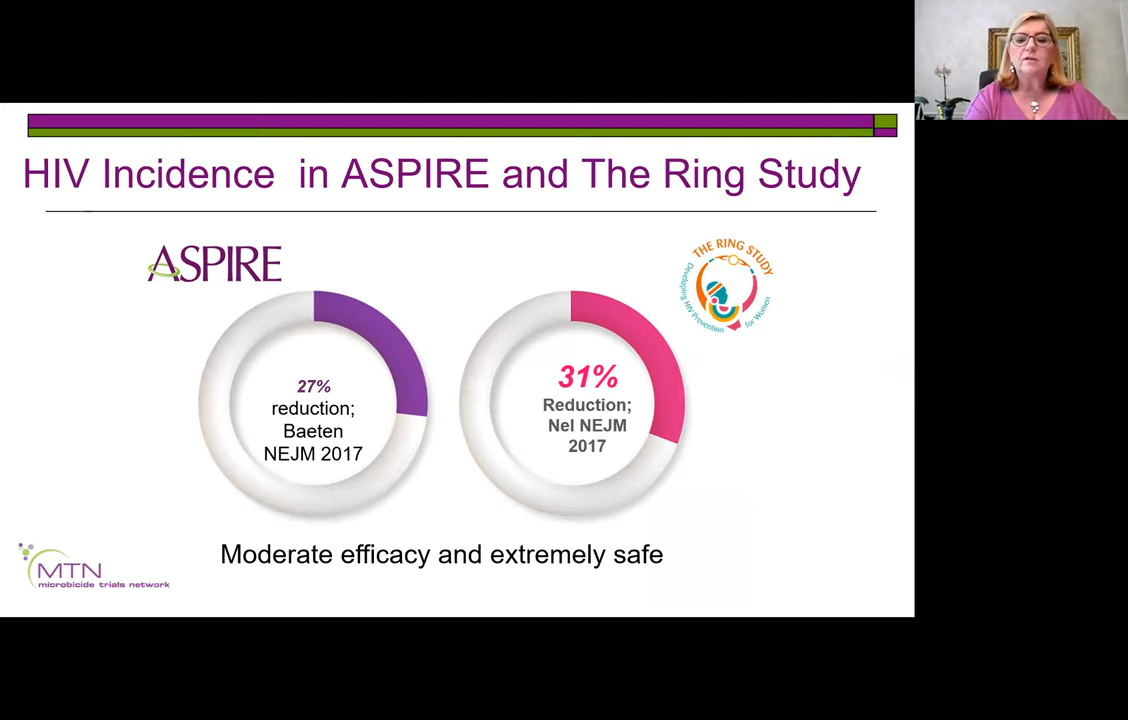 HIV Incidence in ASPIRE and The Ring Study
ASPIRE
THE RING STUDY
Developing HIV Prevention for Women
27%
reduction;
Baeten
NEJM 2017
31%
Reduction;
Nel NEJM
2017
Moderate efficacy and extremely safe
MTN
microbicide trials network